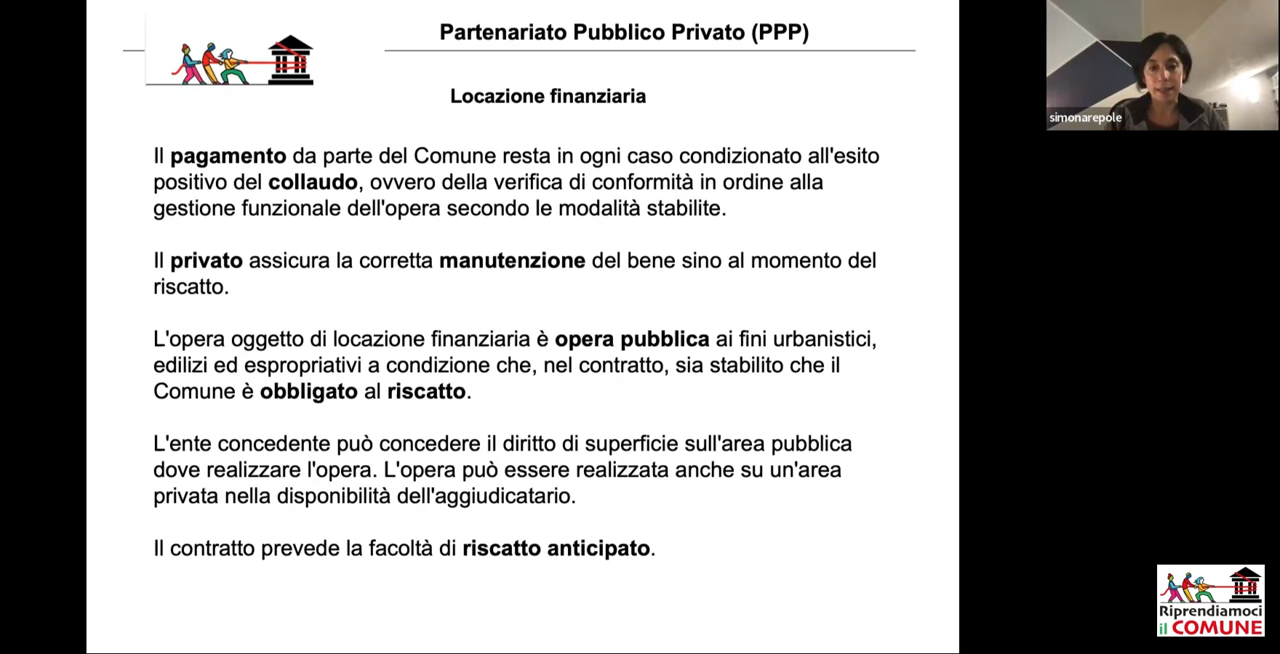 Partenariato Pubblico Privato (PPP)
Locazione finanziaria
Il pagamento da parte del Comune resta in ogni caso condizionato all'esito
positivo del collaudo, ovvero della verifica di conformità in ordine alla
gestione funzionale dell'opera secondo le modalità stabilite.
Il privato assicura la corretta manutenzione del bene sino al momento del
riscatto.
L'opera oggetto di locazione finanziaria è opera pubblica ai fini urbanistici,
edilizi ed espropriativi a condizione che, nel contratto, sia stabilito che il
Comune è obbligato al riscatto.
L'ente concedente può concedere il diritto di superficie sull'area pubblica
dove realizzare l'opera. L'opera può essere realizzata anche su un'area
privata nella disponibilità dell'aggiudicatario.
Il contratto prevede la facoltà di riscatto anticipato.
simonarepole
Riprendiamoci
il COMUNE